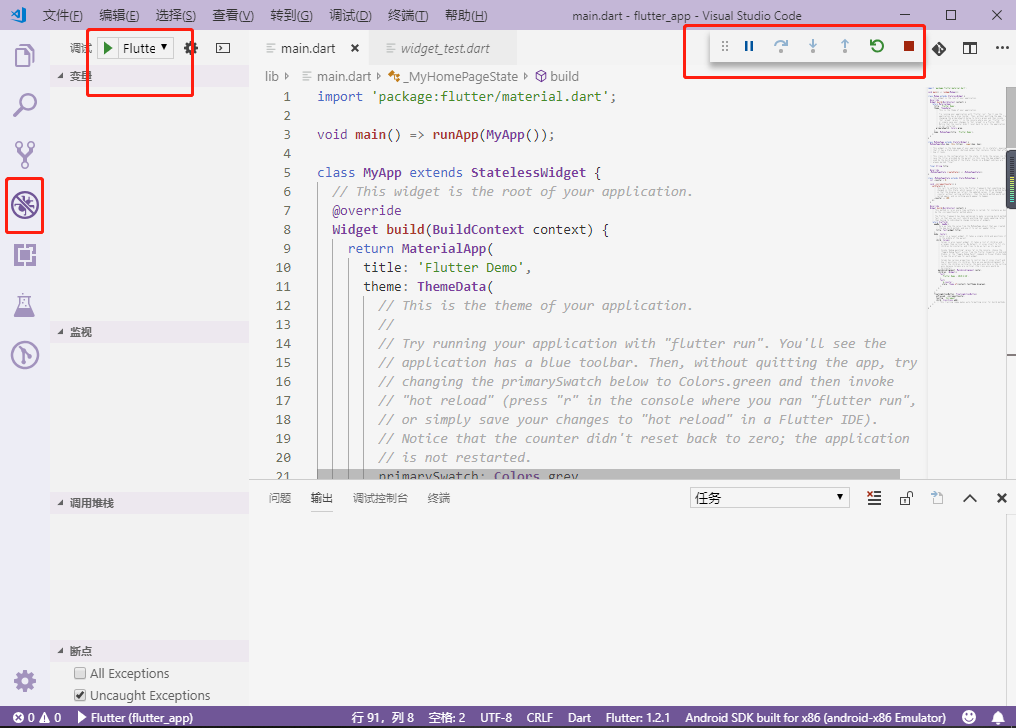 文件(F) 编辑(E) 选择(S) 查看(V) 转到(G) 调试(D) 终端(T) 帮助(H) main.dart - flutter_app - Visual Studio Code
调试 Flutte
main.dart widget_test.dart
变量
lib main.dart _MyHomePageState build
1 import 'package:flutter/material.dart';
2
3 void main() => runApp(MyApp());
4
5 class MyApp extends StatelessWidget {
6 // This widget is the root of your application.
7 @override
8 Widget build(BuildContext context) {
9 return MaterialApp(
10 title: 'Flutter Demo',
11 theme: ThemeData(
12 // This is the theme of your application.
13 //
14 // Try running your application with "flutter run". You'll see the
15 // application has a blue toolbar. Then, without quitting the app, try
16 // changing the primarySwatch below to Colors.green and then invoke
17 // "hot reload" (press "r" in the console where you ran "flutter run",
18 // or simply save your changes to "hot reload" in a Flutter IDE).
19 // Notice that the counter didn't reset back to zero; the application
20 // is not restarted.
21 primarySwatch: Colors.grey
监视
调用堆栈
断点
All Exceptions
Uncaught Exceptions
问题 输出 调试控制台 终端 任务
0 0 Flutter (flutter_app) 行 91，列 8 空格: 2 UTF-8 CRLF Dart Flutter: 1.2.1 Android SDK built for x86 (android-x86 Emulator)